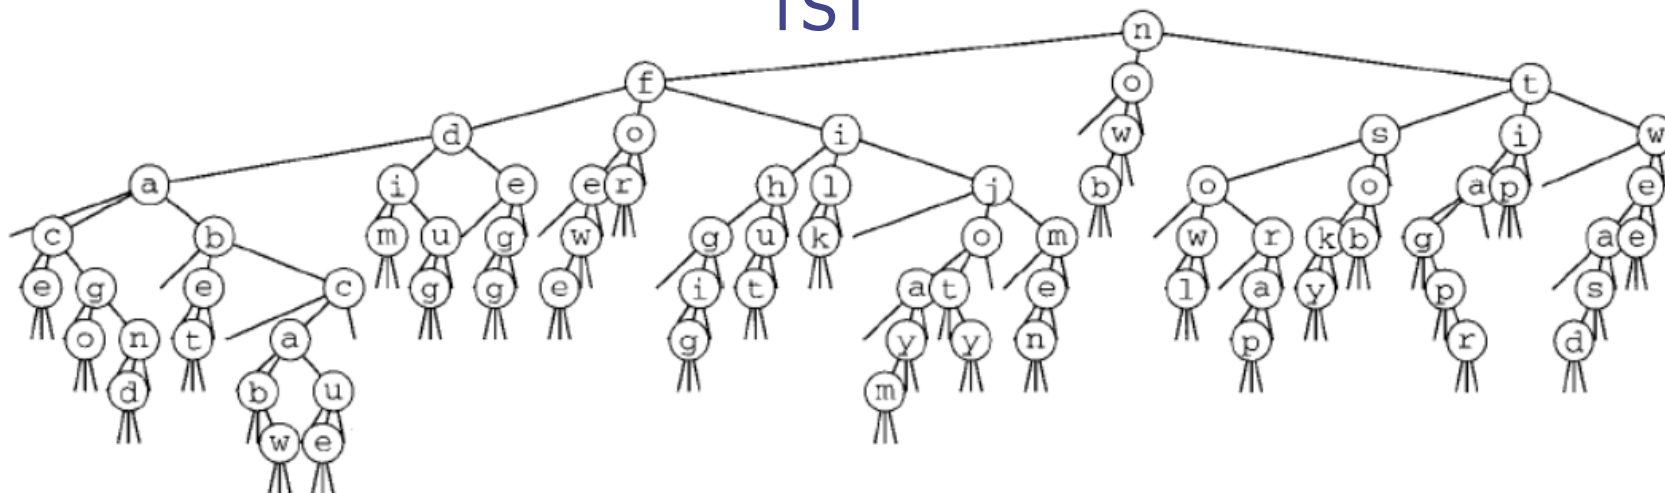 TST
n
f o t
d o i w s i w
a i e e r h l j b o o a p e
c b m u g w g u k o m w r k b g a e
e g e c g g e i t a t e l a y p s
o n t a g y y n p r d
d b u m
w e